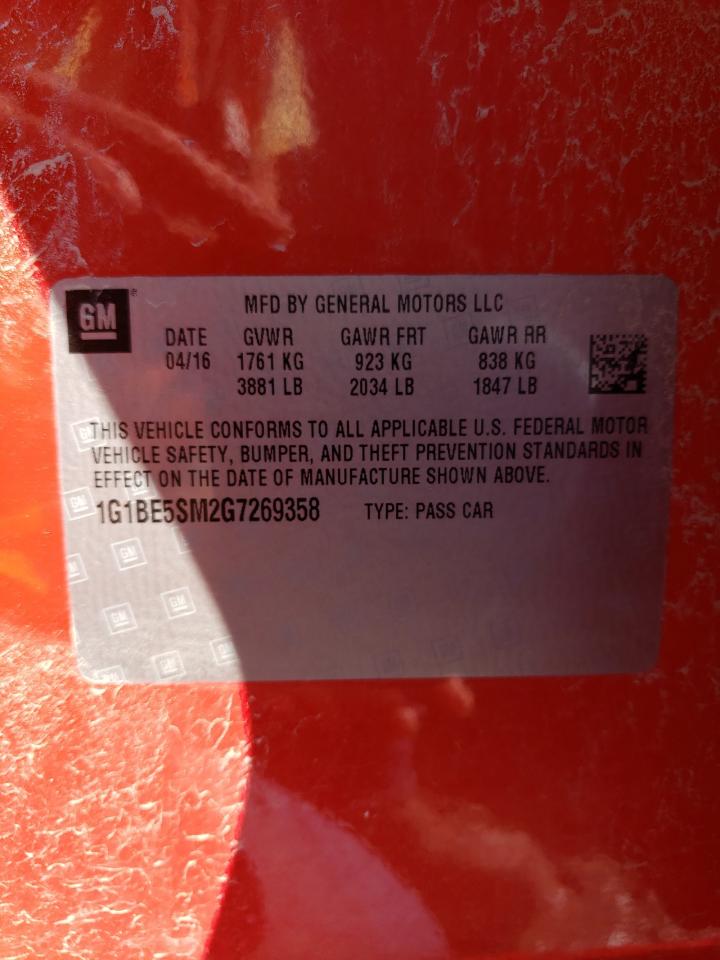 GM®
MFD BY GENERAL MOTORS LLC
DATE GVWR GAWR FRT GAWR RR
04/16 1761 KG 923 KG 838 KG
3881 LB 2034 LB 1847 LB
THIS VEHICLE CONFORMS TO ALL APPLICABLE U.S. FEDERAL MOTOR
VEHICLE SAFETY, BUMPER, AND THEFT PREVENTION STANDARDS IN
EFFECT ON THE DATE OF MANUFACTURE SHOWN ABOVE.
1G1BE5SM2G7269358 TYPE: PASS CAR